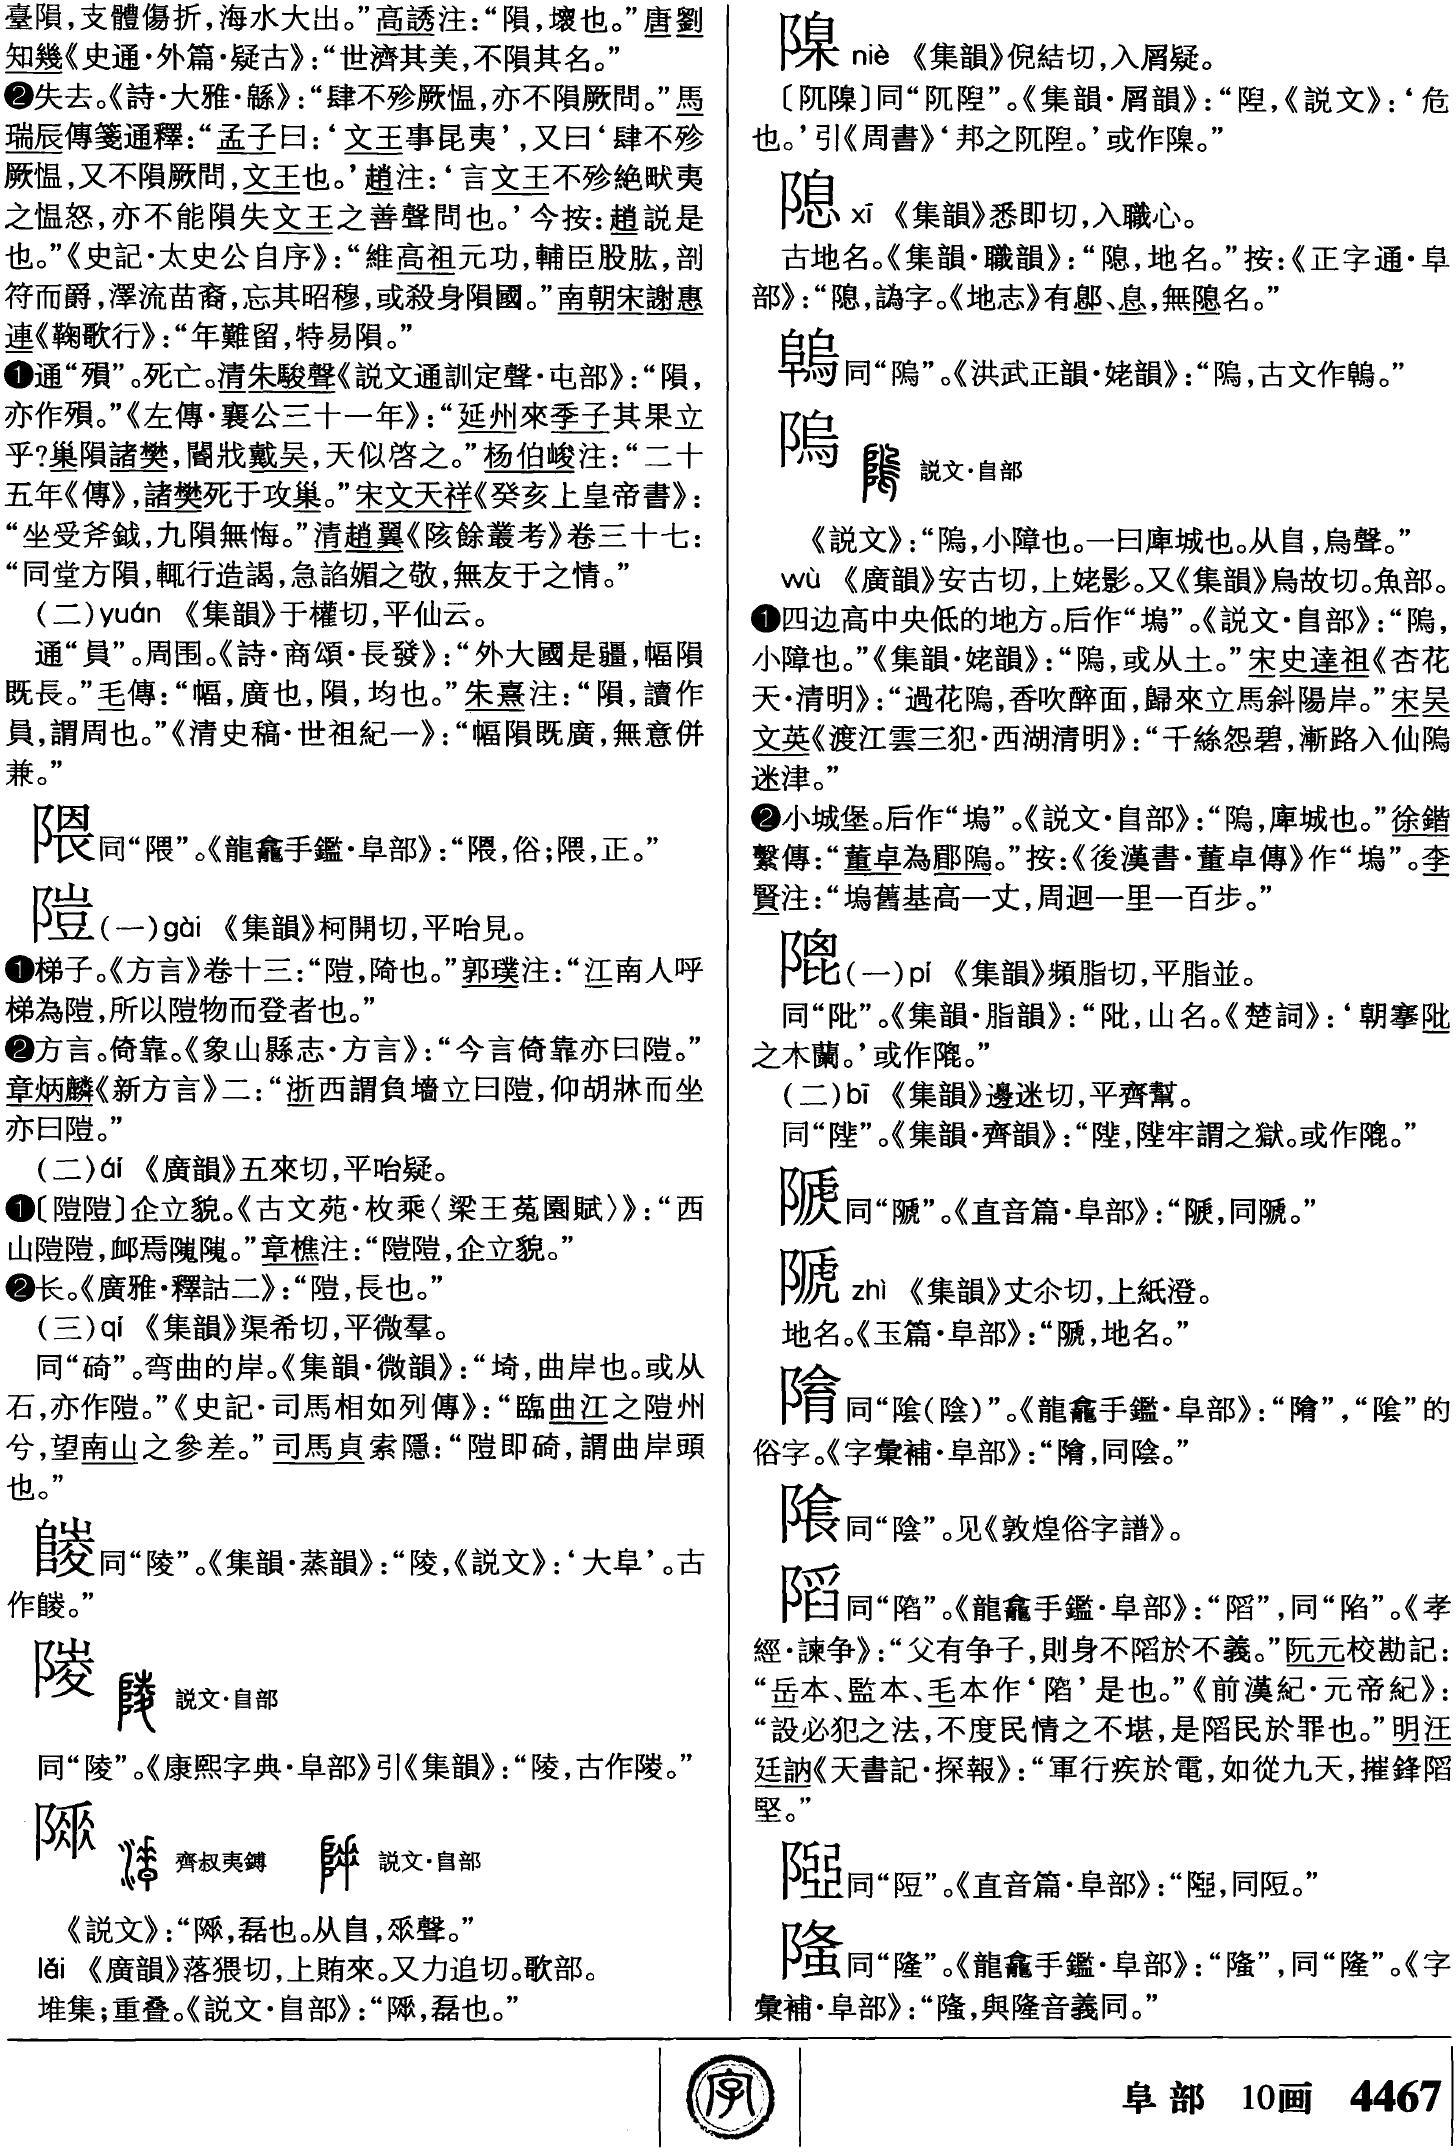 臺隕，支體傷折，海水大出。”高誘注：“隕，壞也。”唐劉
知幾《史通·外篇·疑古》：“世濟其美，不隕其名。”
❷失去。《詩·大雅·緜》：“肆不殄厥愠，亦不隕厥問。”馬
瑞辰傳箋通釋：“孟子曰：‘文王事昆夷’，又曰‘肆不殄
厥愠，又不隕厥問，文王也。’趙注：‘言文王不殄絶畎夷
之愠怒，亦不能隕失文王之善聲問也。’今按：趙説是
也。”《史記·太史公自序》：“維高祖元功，輔臣股肱，剖
符而爵，澤流苗裔，忘其昭穆，或殺身隕國。”南朝宋謝惠
連《鞠歌行》：“年難留，特易隕。”
❶通“殞”。死亡。清朱駿聲《説文通訓定聲·屯部》：“隕，
亦作殞。”《左傳·襄公三十一年》：“延州來季子其果立
乎？巢隕諸樊，閽戕戴吴，天似啓之。”杨伯峻注：“二十
五年《傳》，諸樊死于攻巢。”宋文天祥《癸亥上皇帝書》：
“坐受斧鉞，九隕無悔。”清趙翼《陔餘叢考》卷三十七：
“同堂方隕，輒行造謁，急諂媚之敬，無友于之情。”
（二）yuán 《集韻》于權切，平仙云。
通“員”。周围。《詩·商頌·長發》：“外大國是疆，幅隕
既長。”毛傳：“幅，廣也，隕，均也。”朱熹注：“隕，讀作
員，謂周也。”《清史稿·世祖紀一》：“幅隕既廣，無意併
兼。”
同“隈”。《龍龕手鑑·阜部》：“，俗；隈，正。”
隑（一）gài 《集韻》柯開切，平咍見。
❶梯子。《方言》卷十三：“隑，陭也。”郭璞注：“江南人呼
梯為隑，所以隑物而登者也。”
❷方言。倚靠。《象山縣志·方言》：“今言倚靠亦曰隑。”
章炳麟《新方言》二：“浙西謂負墻立曰隑，仰胡牀而坐
亦曰隑。”
（二）ái 《廣韻》五來切，平咍疑。
❶〔隑隑〕企立貌。《古文苑·枚乘〈梁王菟園賦〉》：“西
山隑隑，卹焉隗隗。”章樵注：“隑隑，企立貌。”
❷长。《廣雅·釋詁二》：“隑，長也。”
（三）qí 《集韻》渠希切，平微羣。
同“碕”。弯曲的岸。《集韻·微韻》：“埼，曲岸也。或从
石，亦作隑。”《史記·司馬相如列傳》：“臨曲江之隑州
兮，望南山之參差。”司馬貞索隱：“隑即碕，謂曲岸頭
也。”
同“陵”。《集韻·蒸韻》：“陵，《説文》：‘大阜’。古
作。”
説文·𨸏部
同“陵”。《康熙字典·阜部》引《集韻》：“陵，古作。”
齊叔夷鎛 説文·𨸏部
《説文》：“，磊也。从𨸏，聲。”
lěi 《廣韻》落猥切，上賄來。又力追切。歌部。
堆集；重叠。《説文·𨸏部》：“，磊也。”
隉 niè 《集韻》倪結切，入屑疑。
〔阢〕同“阢隉”。《集韻·屑韻》：“隉，《説文》：‘危
也。’引《周書》‘邦之阢隉。’或作。”
xī 《集韻》悉即切，入職心。
古地名。《集韻·職韻》：“，地名。”按：《正字通·阜
部》：“，譌字。《地志》有鄎、息，無名。”
同“隖”。《洪武正韻·姥韻》：“隖，古文作。”
隖 説文·𨸏部
《説文》：“隖，小障也。一曰庳城也。从𨸏，烏聲。”
wù 《廣韻》安古切，上姥影。又《集韻》烏故切。魚部。
❶四边高中央低的地方。后作“塢”。《説文·𨸏部》：“隖，
小障也。”《集韻·姥韻》：“隖，或从土。”宋史達祖《杏花
天·清明》：“過花隖，香吹醉面，歸來立馬斜陽岸。”宋吴
文英《渡江雲三犯·西湖清明》：“千絲怨碧，漸路入仙隖
迷津。”
❷小城堡。后作“塢”。《説文·𨸏部》：“隖，庳城也。”徐鍇
繫傳：“董卓為郿隖。”按：《後漢書·董卓傳》作“塢”。李
賢注：“塢舊基高一丈，周迴一里一百步。”
（一）pí 《集韻》頻脂切，平脂並。
同“阰”。《集韻·脂韻》：“阰，山名。《楚詞》：‘朝搴阰
之木蘭。’或作。”
（二）bī 《集韻》邊迷切，平齊幫。
同“陛”。《集韻·齊韻》：“陛，陛牢謂之獄。或作。”
同“隲”。《直音篇·阜部》：“，同。”
zhì 《集韻》丈尒切，上紙澄。
地名。《玉篇·阜部》：“，地名。”
同“陰（陰）”。《龍龕手鑑·阜部》：“”，“陰”的
俗字。《字彙補·阜部》：“，同陰。”
同“陰”。见《敦煌俗字譜》。
同“陷”。《龍龕手鑑·阜部》：“陷”，同“陷”。《孝
經·諫争》：“父有争子，則身不陷於不義。”阮元校勘記：
“岳本、監本、毛本作‘陷’是也。”《前漢紀·元帝紀》：
“設必犯之法，不度民情之不堪，是陷民於罪也。”明汪
廷訥《天書記·探報》：“軍行疾於電，如從九天，摧鋒陷
堅。”
同“𨹟”。《直音篇·阜部》：“，同。”
同“隆”。《龍龕手鑑·阜部》：“”，同“隆”。《字
彙補·阜部》：“，與隆音義同。”
字
阜部 10画 4467